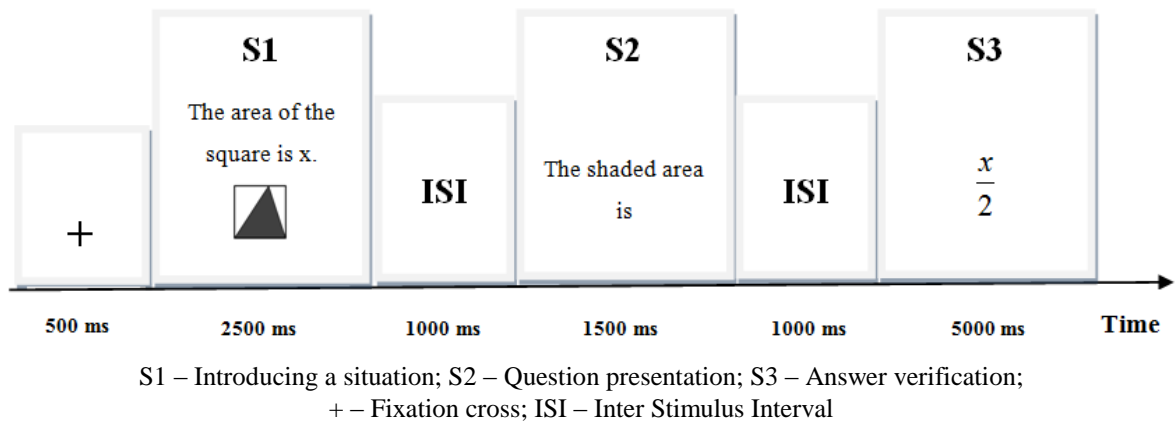 S1
The area of the
square is x.
+
ISI
S2
The shaded area
is
ISI
S3
x
2
500 ms
2500 ms
1000 ms
1500 ms
1000 ms
5000 ms
Time
S1 – Introducing a situation; S2 – Question presentation; S3 – Answer verification;
+ – Fixation cross; ISI – Inter Stimulus Interval